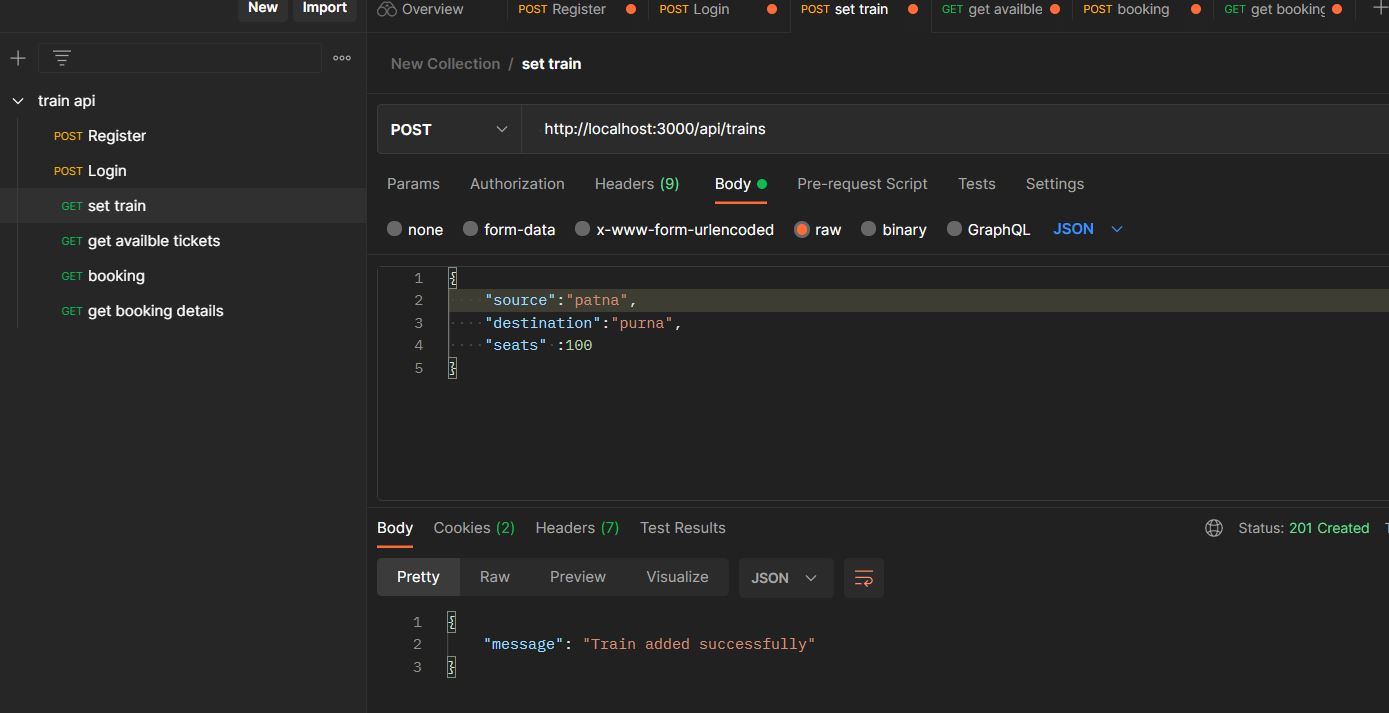 New Import
Overview POST Register POST Login POST set train GET get availble POST booking GET get booking
New Collection / set train
train api
POST Register
POST Login
GET set train
GET get availble tickets
GET booking
GET get booking details
POST http://localhost:3000/api/trains
Params Authorization Headers (9) Body Pre-request Script Tests Settings
none form-data x-www-form-urlencoded raw binary GraphQL JSON
1 {
2 "source":"patna",
3 "destination":"purna",
4 "seats" :100
5 }
Body Cookies (2) Headers (7) Test Results Status: 201 Created
Pretty Raw Preview Visualize JSON
1 {
2 "message": "Train added successfully"
3 }